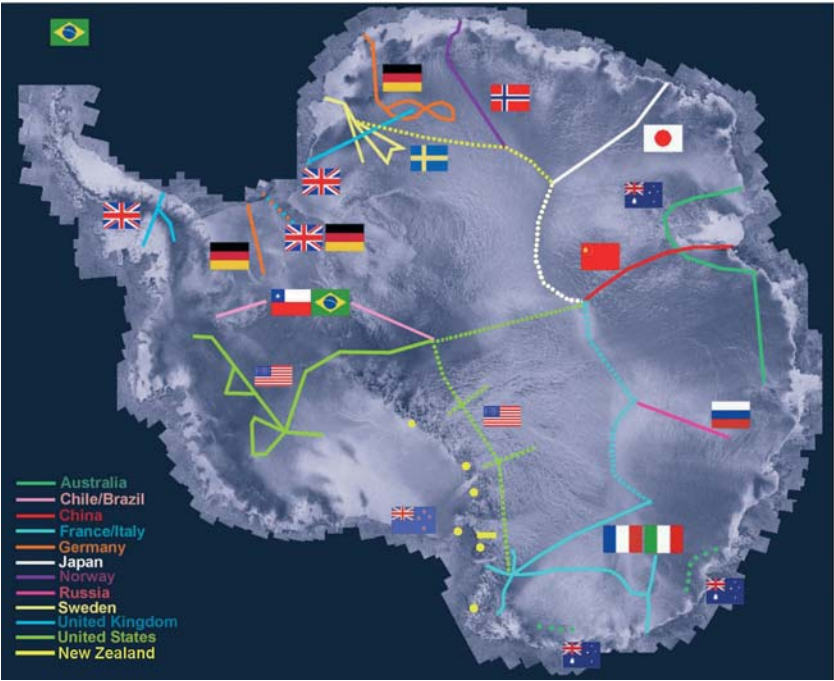 Australia
Chile/Brazil
China
France/Italy
Germany
Japan
Norway
Russia
Sweden
United Kingdom
United States
New Zealand